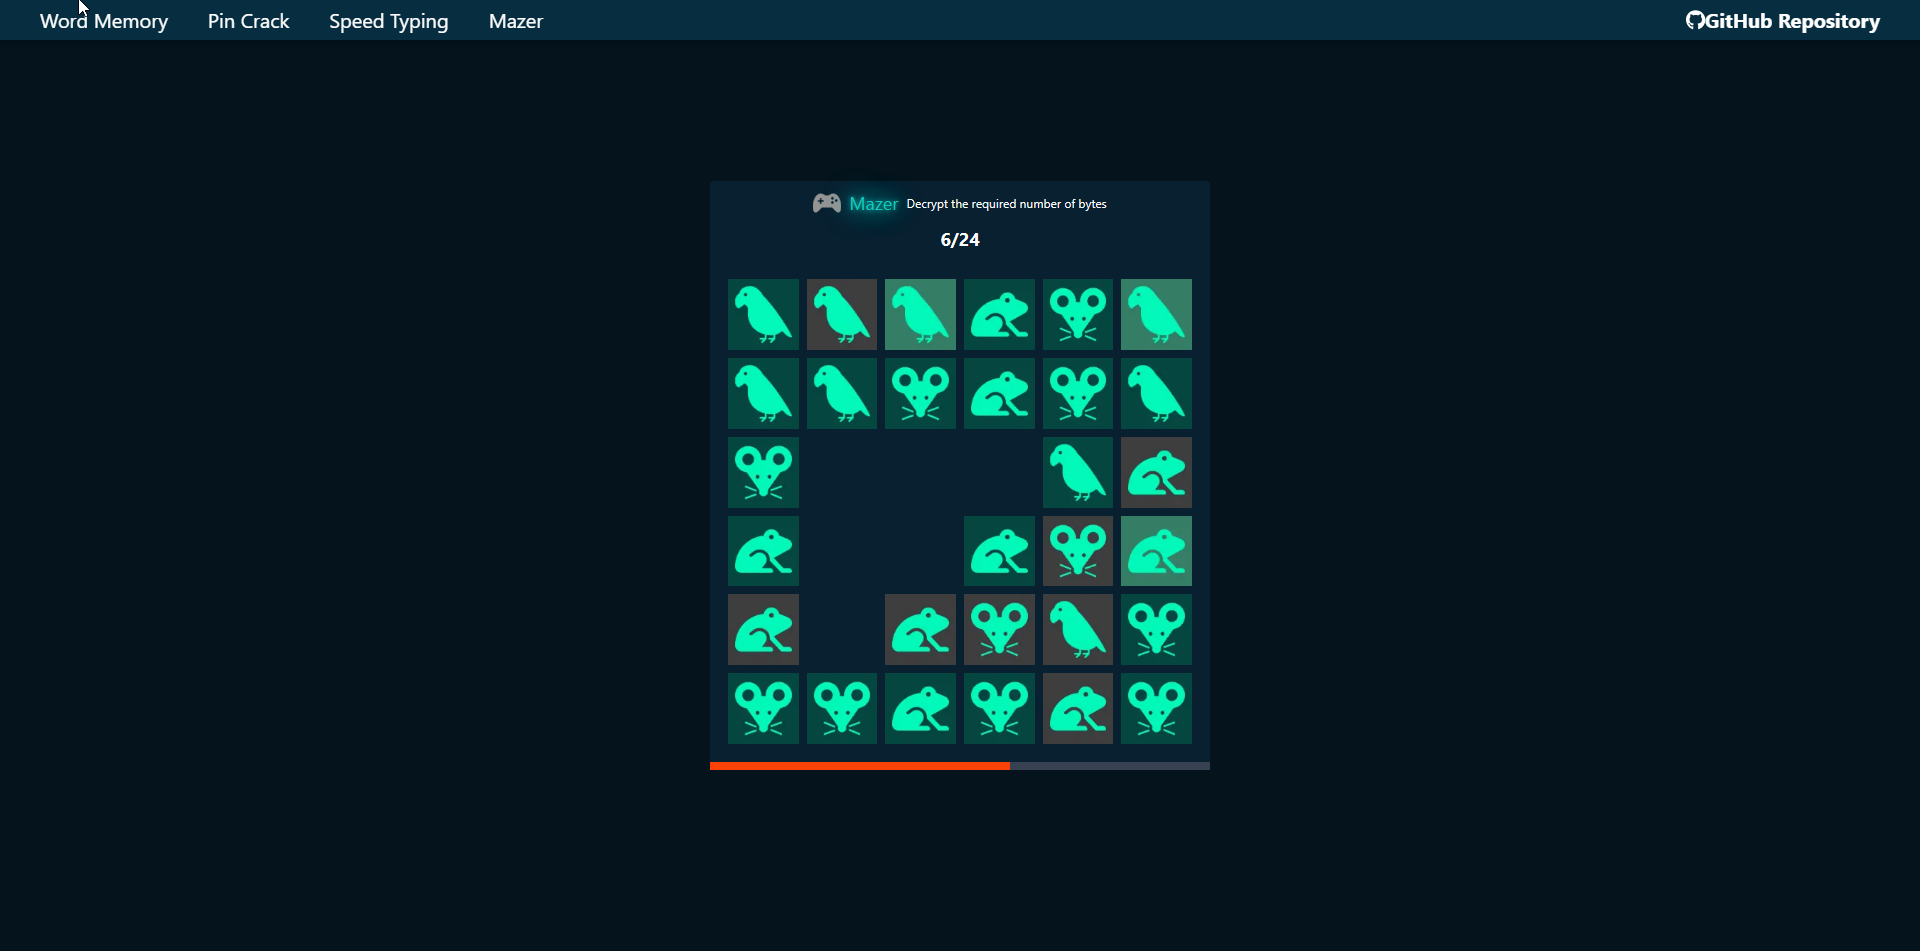 Word Memory Pin Crack Speed Typing Mazer GitHub Repository
Mazer Decrypt the required number of bytes
6/24